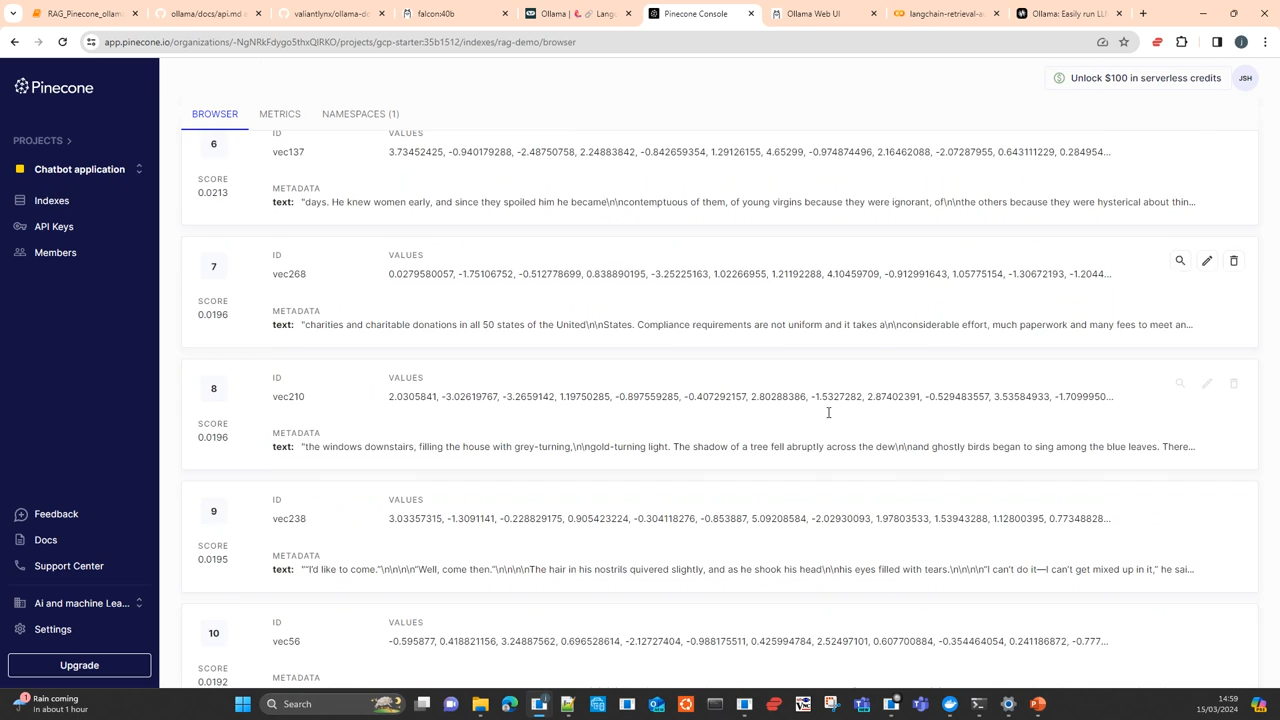 RAG_Pinecone_ollam
ollama/docs/api.md
valiantlynx/ollama-d
falcon:40b
Ollama | 🦜️🔗 Lang
Pinecone Console
Ollama Web UI
langchain-retrieval-a
Ollama: Easily run LL
app.pinecone.io/organizations/-NgNRkFdygo5thxQIRKO/projects/gcp-starter:35b1512/indexes/rag-demo/browser
Pinecone
Unlock $100 in serverless credits
JSH
BROWSER
METRICS
NAMESPACES (1)
PROJECTS
Chatbot application
Indexes
API Keys
Members
6
ID
VALUES
vec137
3.73452425, -0.940179288, -2.48750758, 2.24883842, -0.842659354, 1.29126155, 4.65299, -0.974874496, 2.16462088, -2.07287955, 0.643111229, 0.284954...
SCORE
0.0213
METADATA
text: "days. He knew women early, and since they spoiled him he became\n\ncontemptuous of them, of young virgins because they were ignorant, of\n\nthe others because they were hysterical about thin...
7
ID
VALUES
vec268
0.0279580057, -1.75106752, -0.512778699, 0.838890195, -3.25225163, 1.02266955, 1.21192288, 4.10459709, -0.912991643, 1.05775154, -1.30672193, -1.2044...
SCORE
0.0196
METADATA
text: "charities and charitable donations in all 50 states of the United\n\nStates. Compliance requirements are not uniform and it takes a\n\nconsiderable effort, much paperwork and many fees to meet an...
8
ID
VALUES
vec210
2.0305841, -3.02619767, -3.2659142, 1.19750285, -0.897559285, -0.407292157, 2.80288386, -1.5327282, 2.87402391, -0.529483557, 3.53584933, -1.7099950...
SCORE
0.0196
METADATA
text: "the windows downstairs, filling the house with grey-turning,\n\ngold-turning light. The shadow of a tree fell abruptly across the dew\n\nand ghostly birds began to sing among the blue leaves. There...
9
ID
VALUES
vec238
3.03357315, -1.3091141, -0.228829175, 0.905423224, -0.304118276, -0.853887, 5.09208584, -2.02930093, 1.97803533, 1.53943288, 1.12800395, 0.77348828...
SCORE
0.0195
METADATA
text: "“I’d like to come.”\n\n\n\n“Well, come then.”\n\n\n\nThe hair in his nostrils quivered slightly, and as he shook his head\n\nhis eyes filled with tears.\n\n\n\n“I can’t do it—I can’t get mixed up in it,” he sai...
10
ID
VALUES
vec56
-0.595877, 0.418821156, 3.24887562, 0.696528614, -2.12727404, -0.988175511, 0.425994784, 2.52497101, 0.607700884, -0.354464054, 0.241186872, -0.777...
SCORE
0.0192
METADATA
Feedback
Docs
Support Center
Ai and machine Lea...
Settings
Upgrade
Rain coming
In about 1 hour
Search
14:59
15/03/2024